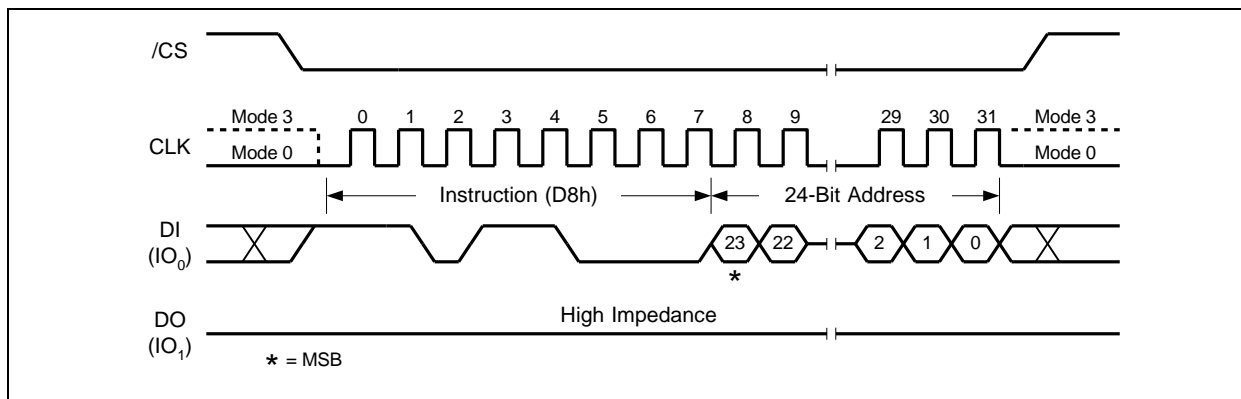 /CS
Mode 3 0 1 2 3 4 5 6 7 8 9 29 30 31 Mode 3
CLK
Mode 0 Mode 0
Instruction (D8h) 24-Bit Address
DI
(IO0)
23 22 2 1 0
*
High Impedance
DO
(IO1)
* = MSB